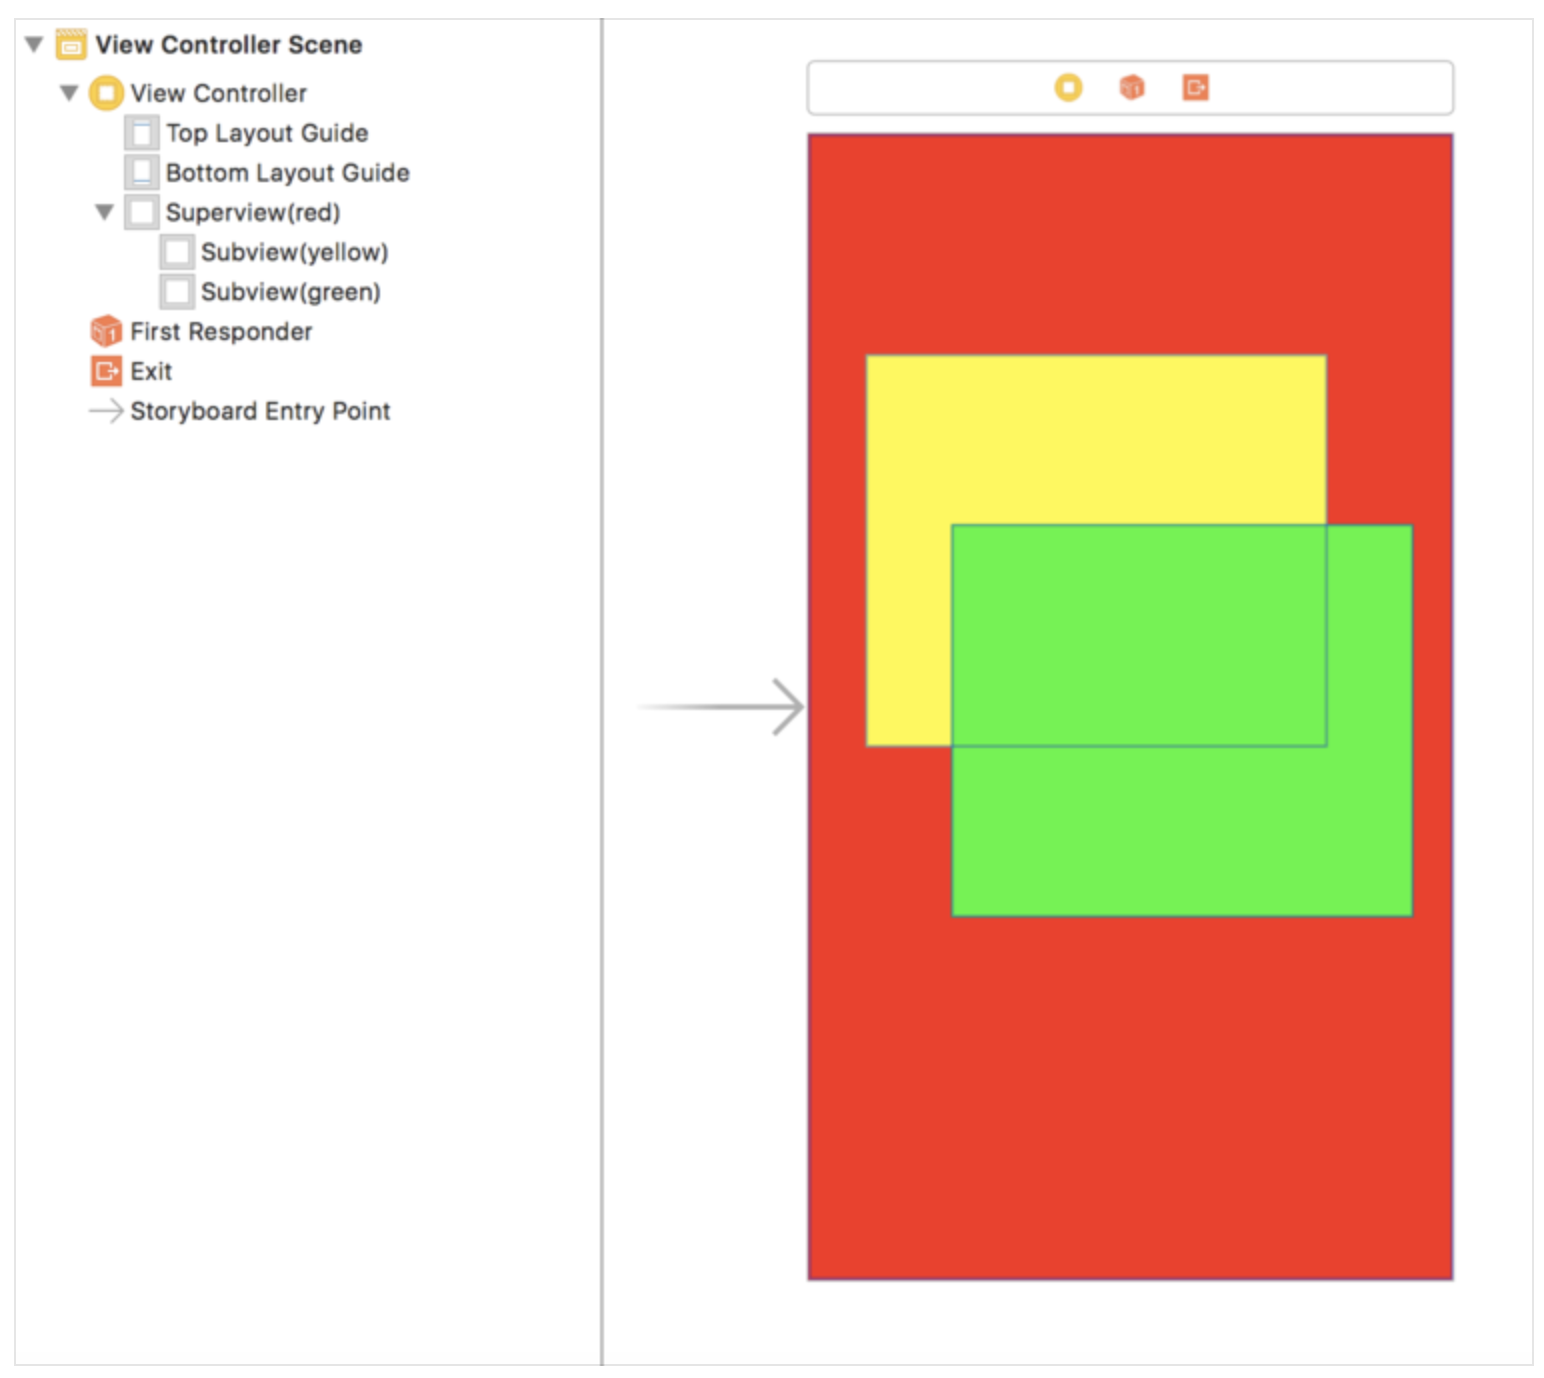 View Controller Scene
View Controller
Top Layout Guide
Bottom Layout Guide
Superview(red)
Subview(yellow)
Subview(green)
First Responder
Exit
Storyboard Entry Point